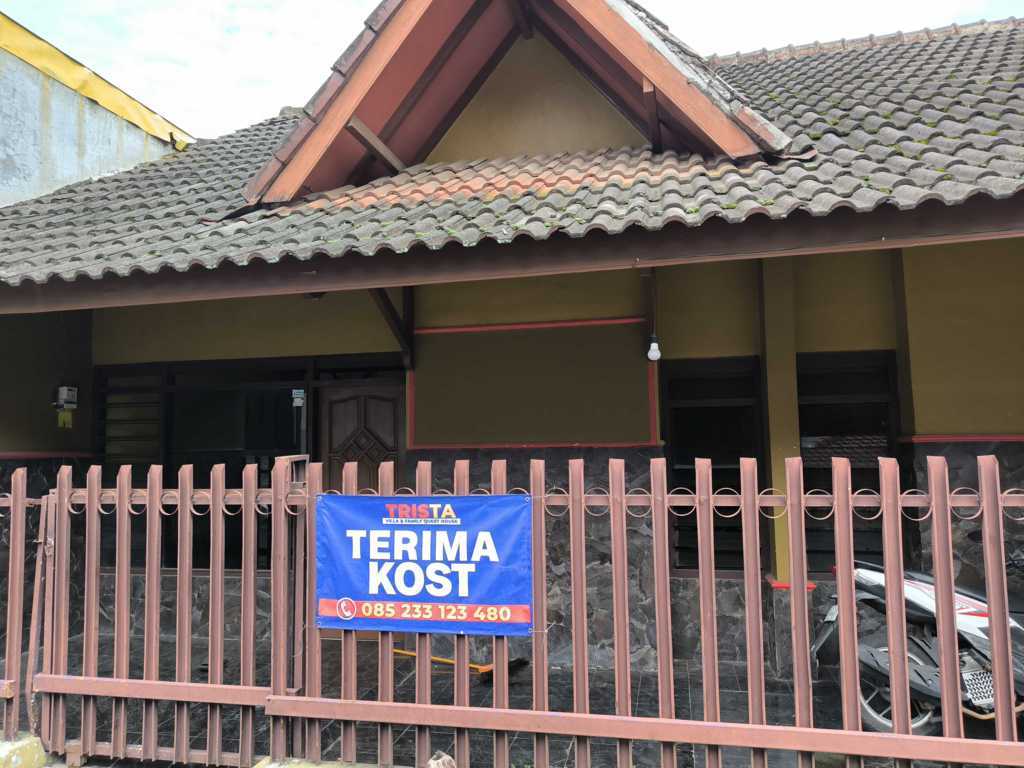 TRISTA
VILLA & FAMILY GUEST HOUSE
TERIMA
KOST
085 233 123 480